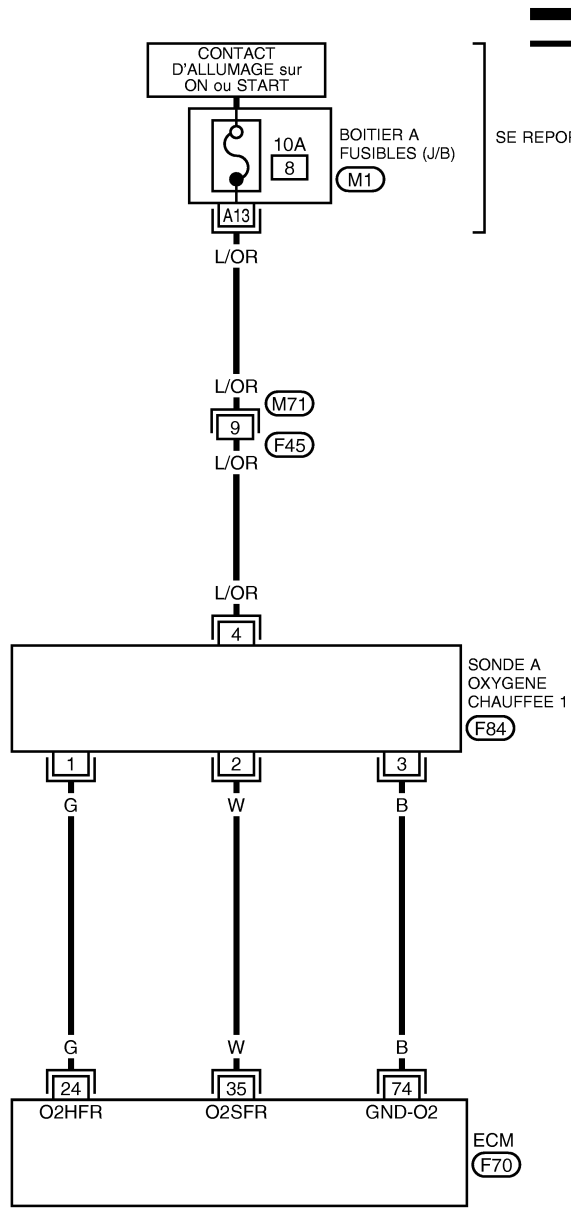 CONTACT
D'ALLUMAGE sur
ON ou START
10A
8
BOITIER A
FUSIBLES (J/B)
M1
SE REPO
A13
L/OR
L/OR
M71
9
F45
L/OR
L/OR
4
SONDE A
OXYGENE
CHAUFFEE 1
F84
1 2 3
G W B
G W B
24 35 74
O2HFR O2SFR GND-O2
ECM
F70